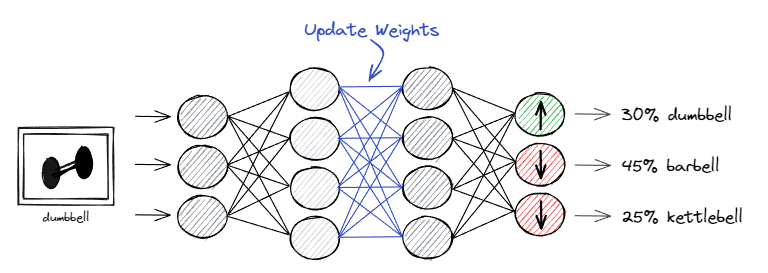 Update Weights
dumbbell
30% dumbbell
45% barbell
25% kettlebell